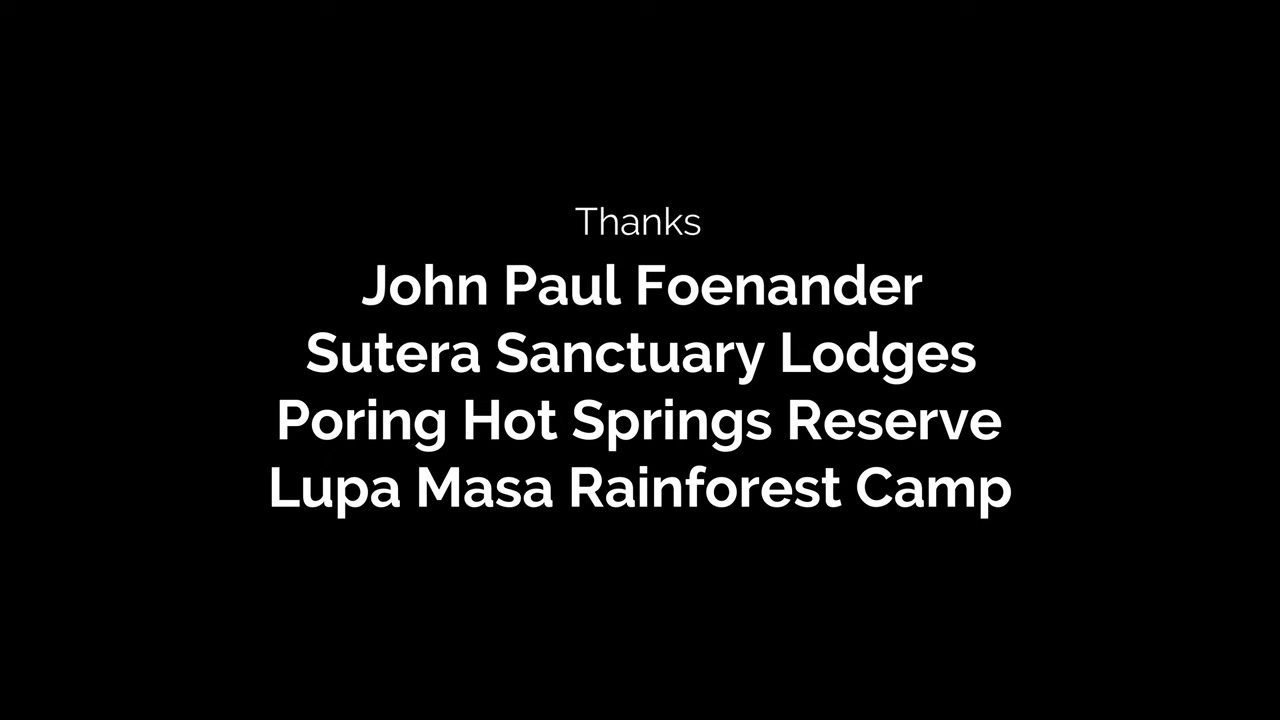 Thanks
John Paul Foenander
Sutera Sanctuary Lodges
Poring Hot Springs Reserve
Lupa Masa Rainforest Camp